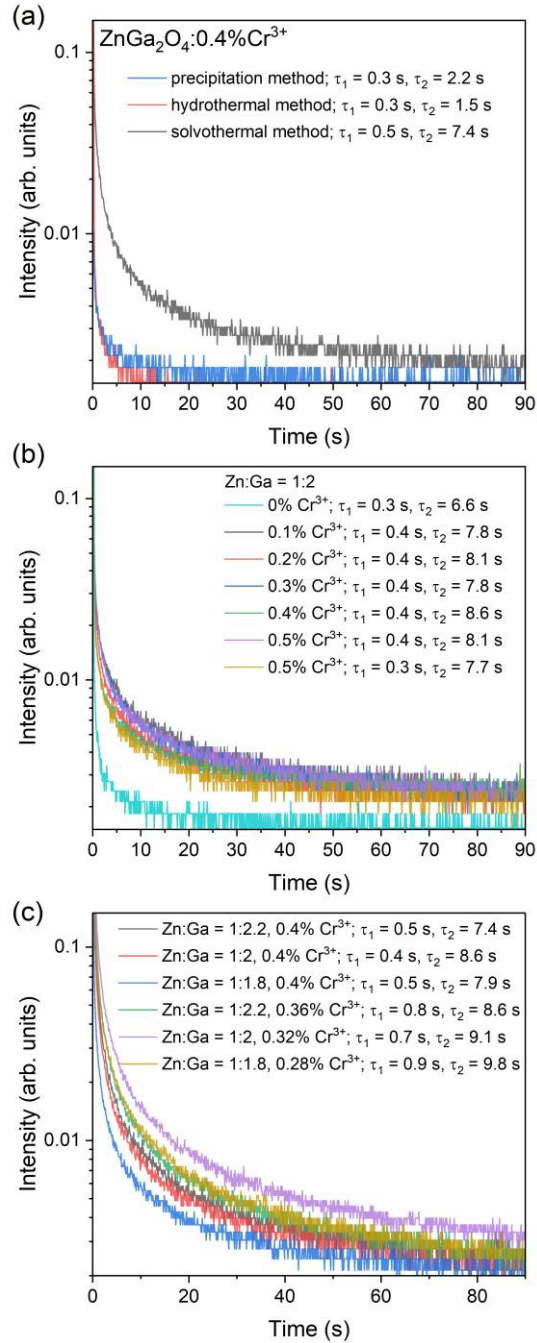 (a)
ZnGa₂O₄:0.4%Cr³⁺
precipitation method; τ₁ = 0.3 s, τ₂ = 2.2 s
hydrothermal method; τ₁ = 0.3 s, τ₂ = 1.5 s
solvothermal method; τ₁ = 0.5 s, τ₂ = 7.4 s
0.1
0.01
Intensity (arb. units)
0 10 20 30 40 50 60 70 80 90
Time (s)
(b)
Zn:Ga = 1:2
0% Cr³⁺; τ₁ = 0.3 s, τ₂ = 6.6 s
0.1% Cr³⁺; τ₁ = 0.4 s, τ₂ = 7.8 s
0.2% Cr³⁺; τ₁ = 0.4 s, τ₂ = 8.1 s
0.3% Cr³⁺; τ₁ = 0.4 s, τ₂ = 7.8 s
0.4% Cr³⁺; τ₁ = 0.4 s, τ₂ = 8.6 s
0.5% Cr³⁺; τ₁ = 0.4 s, τ₂ = 8.1 s
0.5% Cr³⁺; τ₁ = 0.3 s, τ₂ = 7.7 s
0.1
0.01
Intensity (arb. units)
0 10 20 30 40 50 60 70 80 90
Time (s)
(c)
Zn:Ga = 1:2.2, 0.4% Cr³⁺; τ₁ = 0.5 s, τ₂ = 7.4 s
Zn:Ga = 1:2, 0.4% Cr³⁺; τ₁ = 0.4 s, τ₂ = 8.6 s
Zn:Ga = 1:1.8, 0.4% Cr³⁺; τ₁ = 0.5 s, τ₂ = 7.9 s
Zn:Ga = 1:2.2, 0.36% Cr³⁺; τ₁ = 0.8 s, τ₂ = 8.6 s
Zn:Ga = 1:2, 0.32% Cr³⁺; τ₁ = 0.7 s, τ₂ = 9.1 s
Zn:Ga = 1:1.8, 0.28% Cr³⁺; τ₁ = 0.9 s, τ₂ = 9.8 s
0.1
0.01
Intensity (arb. units)
0 20 40 60 80
Time (s)